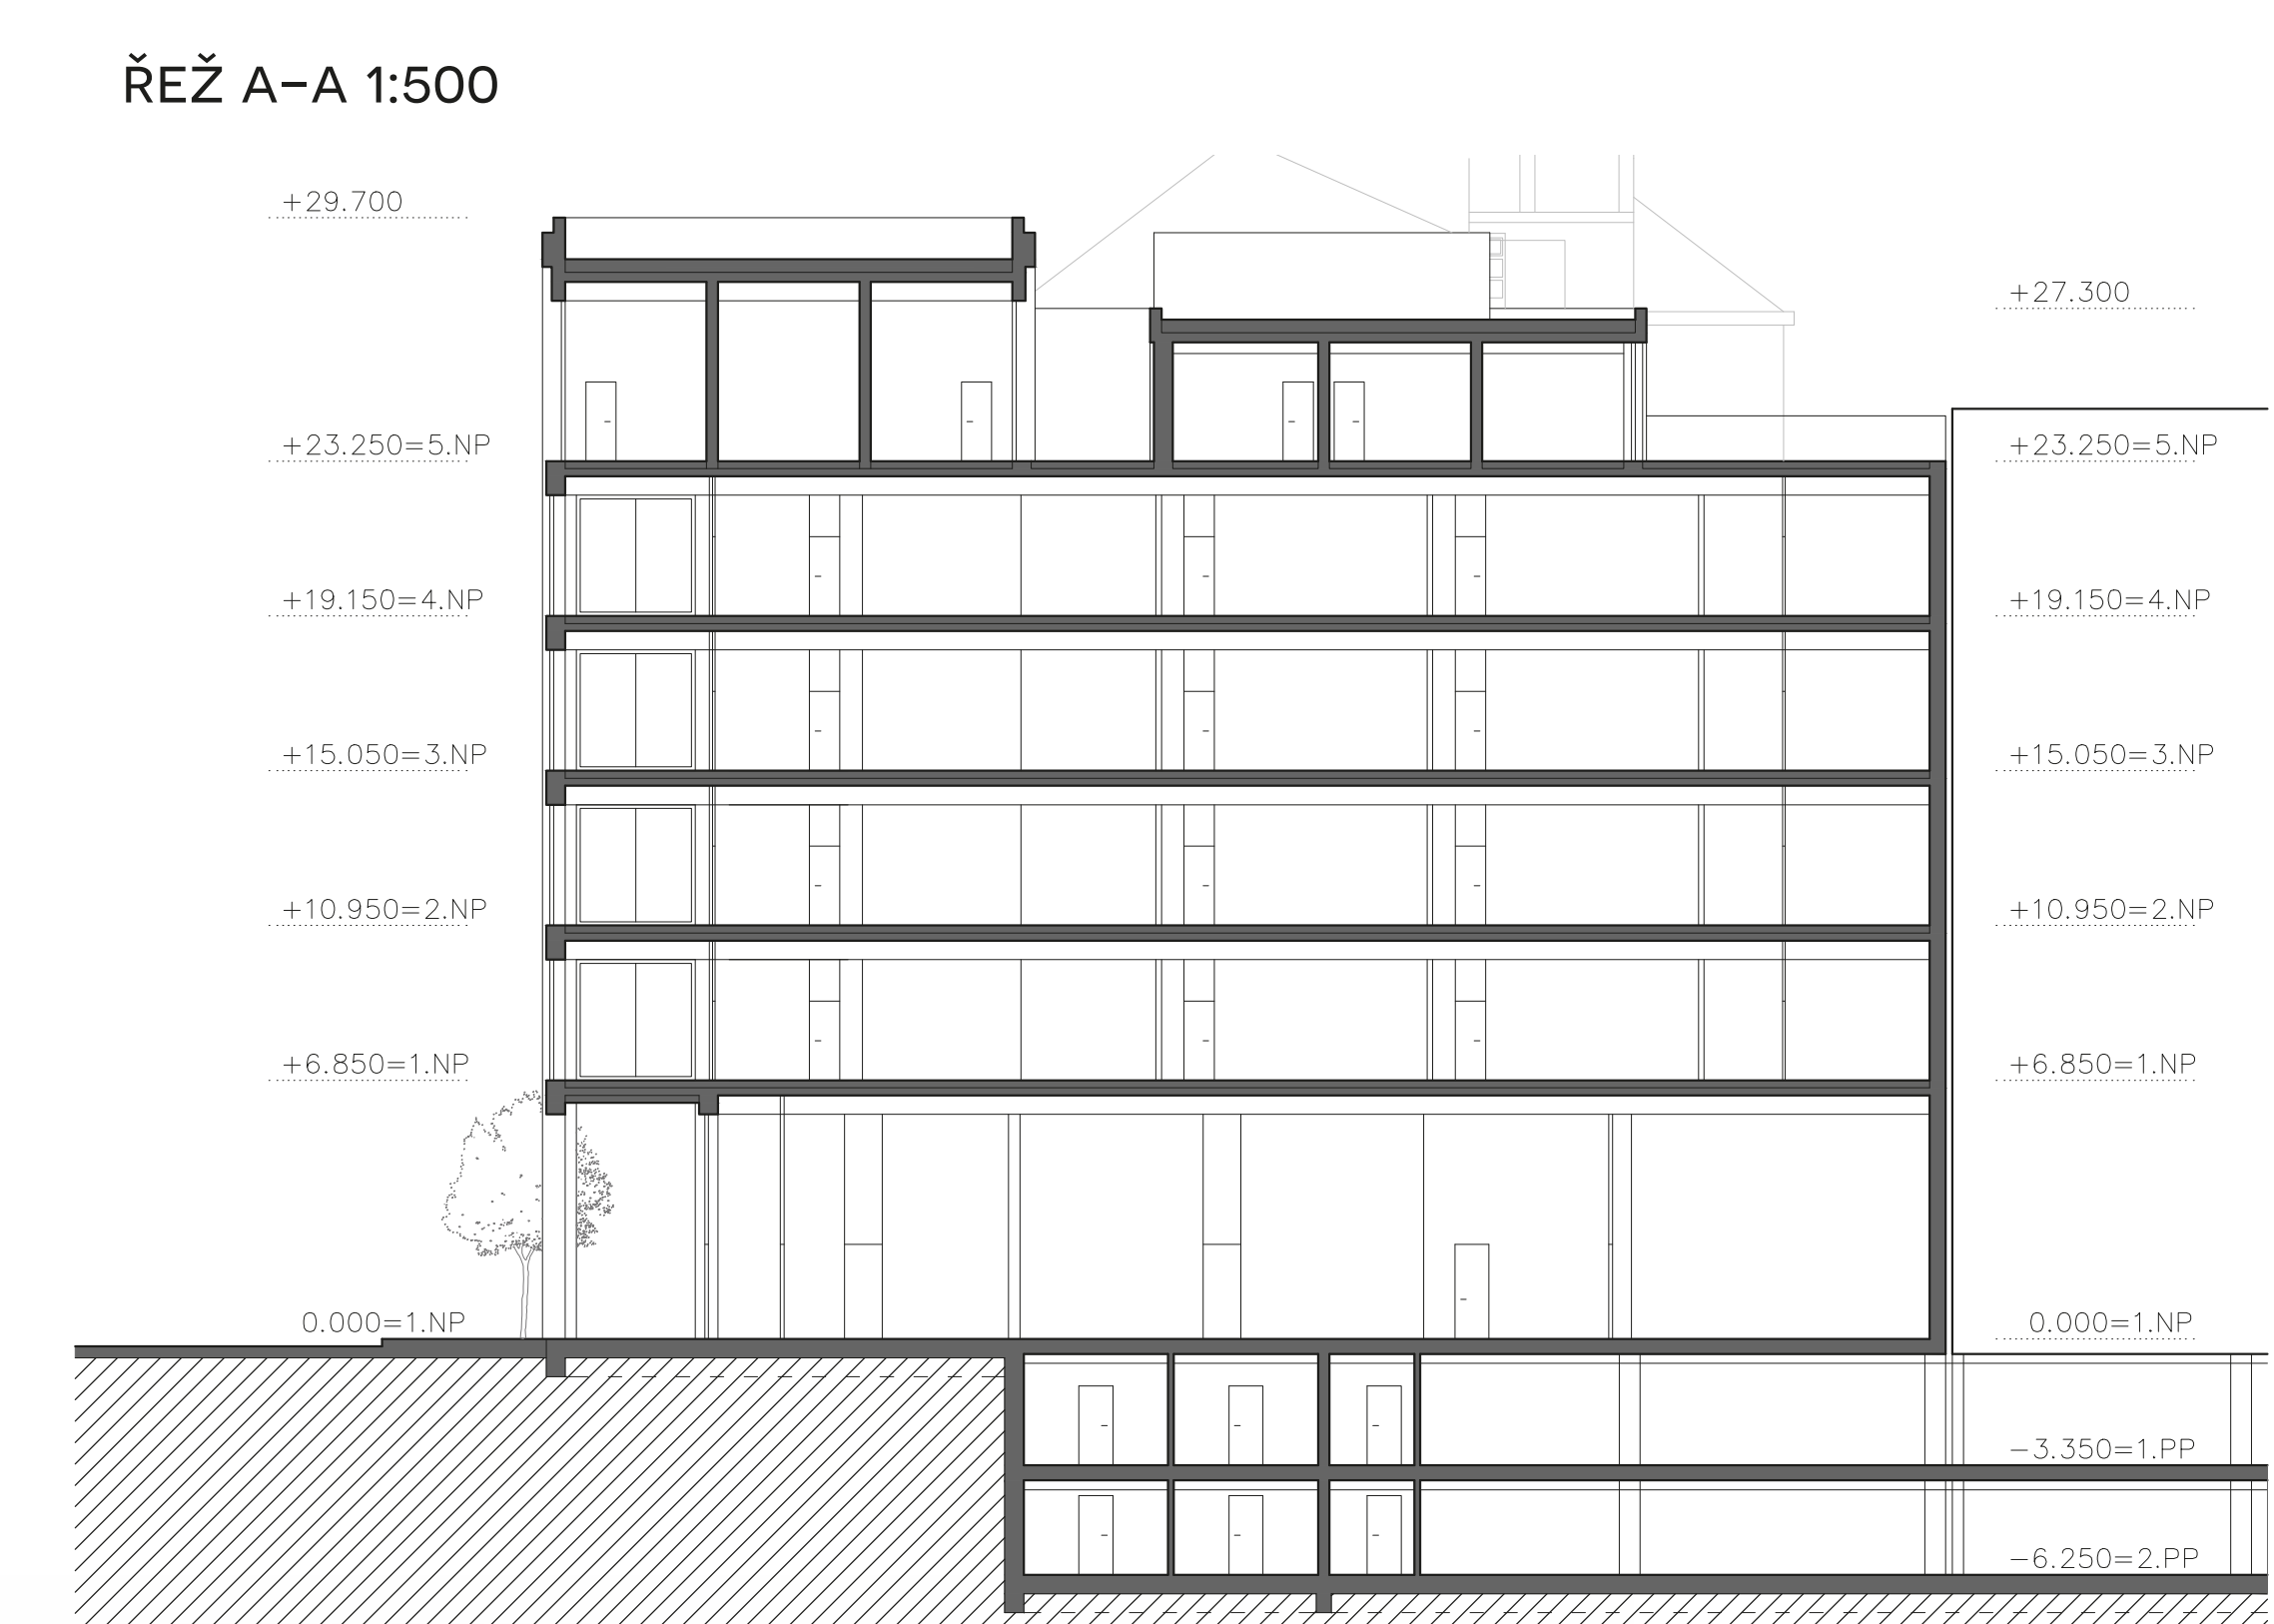 ŘEŽ A–A 1:500
+29.700
+27.300
+23.250=5.NP
+23.250=5.NP
+19.150=4.NP
+19.150=4.NP
+15.050=3.NP
+15.050=3.NP
+10.950=2.NP
+10.950=2.NP
+6.850=1.NP
+6.850=1.NP
0.000=1.NP
0.000=1.NP
−3.350=1.PP
−6.250=2.PP